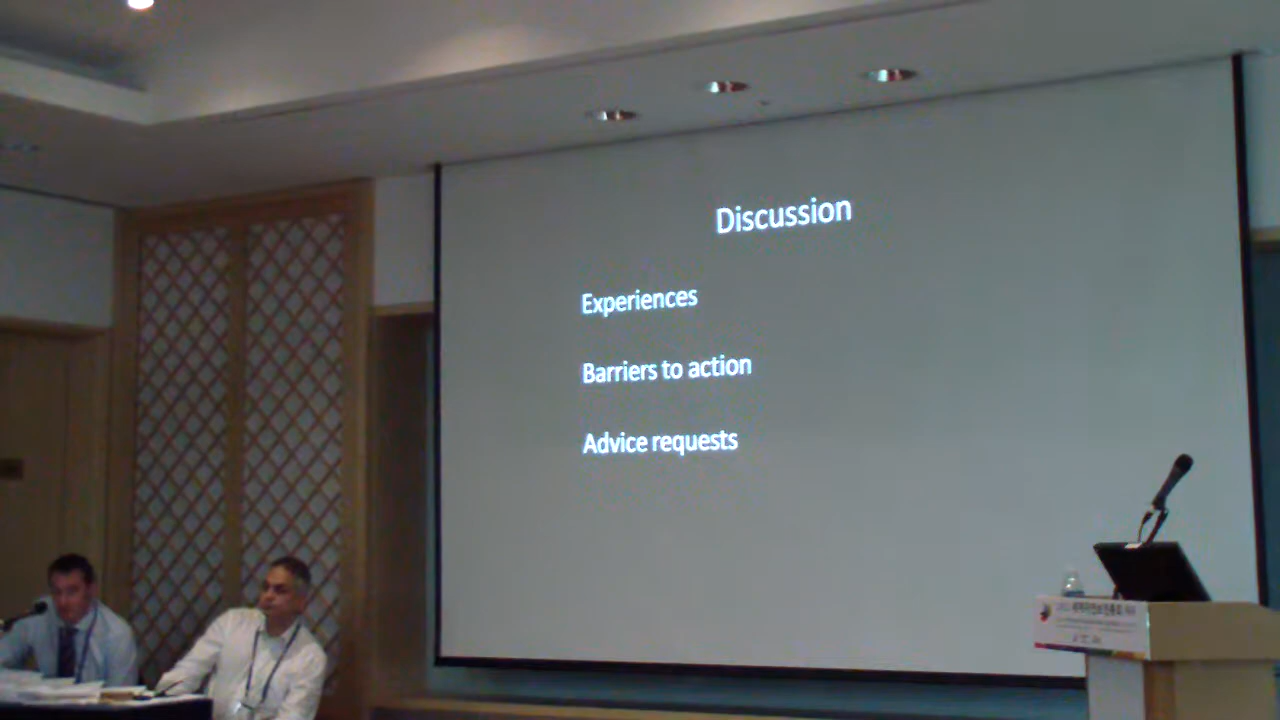 Discussion
Experiences
Barriers to action
Advice requests